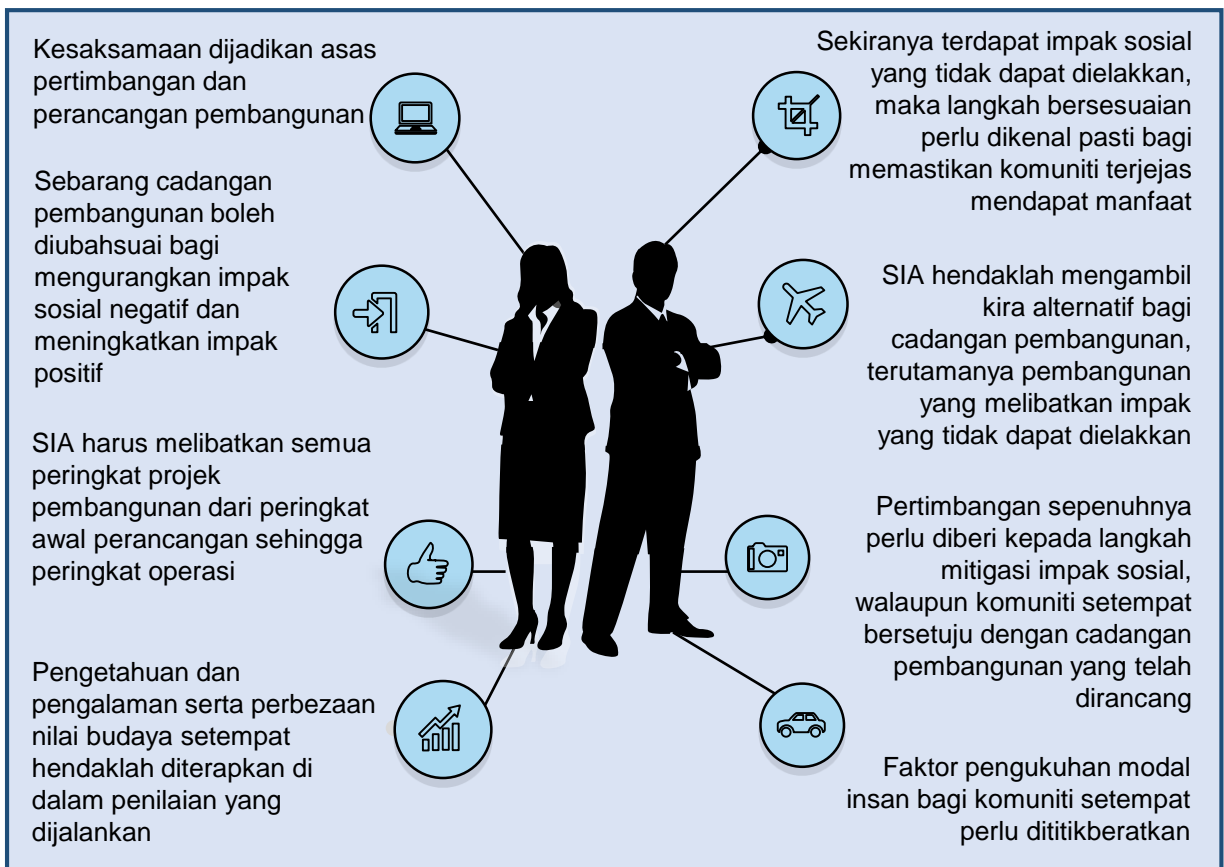 Kesaksamaan dijadikan asas
pertimbangan dan
perancangan pembangunan
Sebarang cadangan
pembangunan boleh
diubahsuai bagi
mengurangkan impak
sosial negatif dan
meningkatkan impak
positif
SIA harus melibatkan semua
peringkat projek
pembangunan dari peringkat
awal perancangan sehingga
peringkat operasi
Pengetahuan dan
pengalaman serta perbezaan
nilai budaya setempat
hendaklah diterapkan di
dalam penilaian yang
dijalankan
Sekiranya terdapat impak sosial
yang tidak dapat dielakkan,
maka langkah bersesuaian
perlu dikenal pasti bagi
memastikan komuniti terjejas
mendapat manfaat
SIA hendaklah mengambil
kira alternatif bagi
cadangan pembangunan,
terutamanya pembangunan
yang melibatkan impak
yang tidak dapat dielakkan
Pertimbangan sepenuhnya
perlu diberi kepada langkah
mitigasi impak sosial,
walaupun komuniti setempat
bersetuju dengan cadangan
pembangunan yang telah
dirancang
Faktor pengukuhan modal
insan bagi komuniti setempat
perlu dititikberatkan